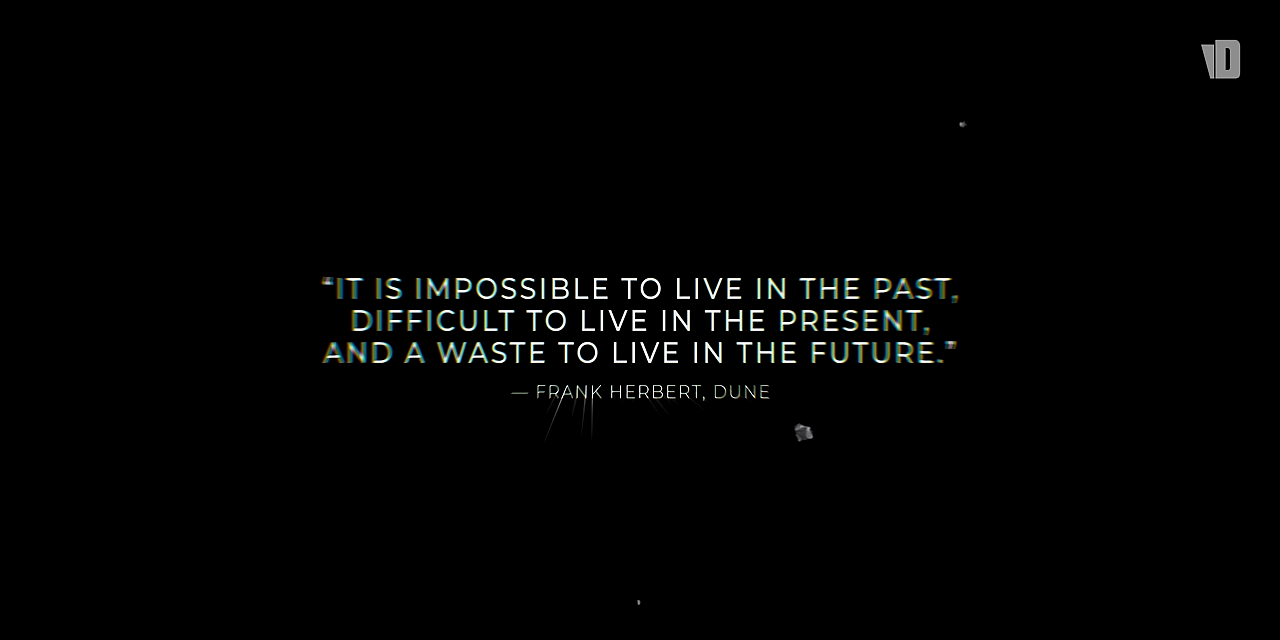 “IT IS IMPOSSIBLE TO LIVE IN THE PAST,
DIFFICULT TO LIVE IN THE PRESENT,
AND A WASTE TO LIVE IN THE FUTURE.”
— FRANK HERBERT, DUNE